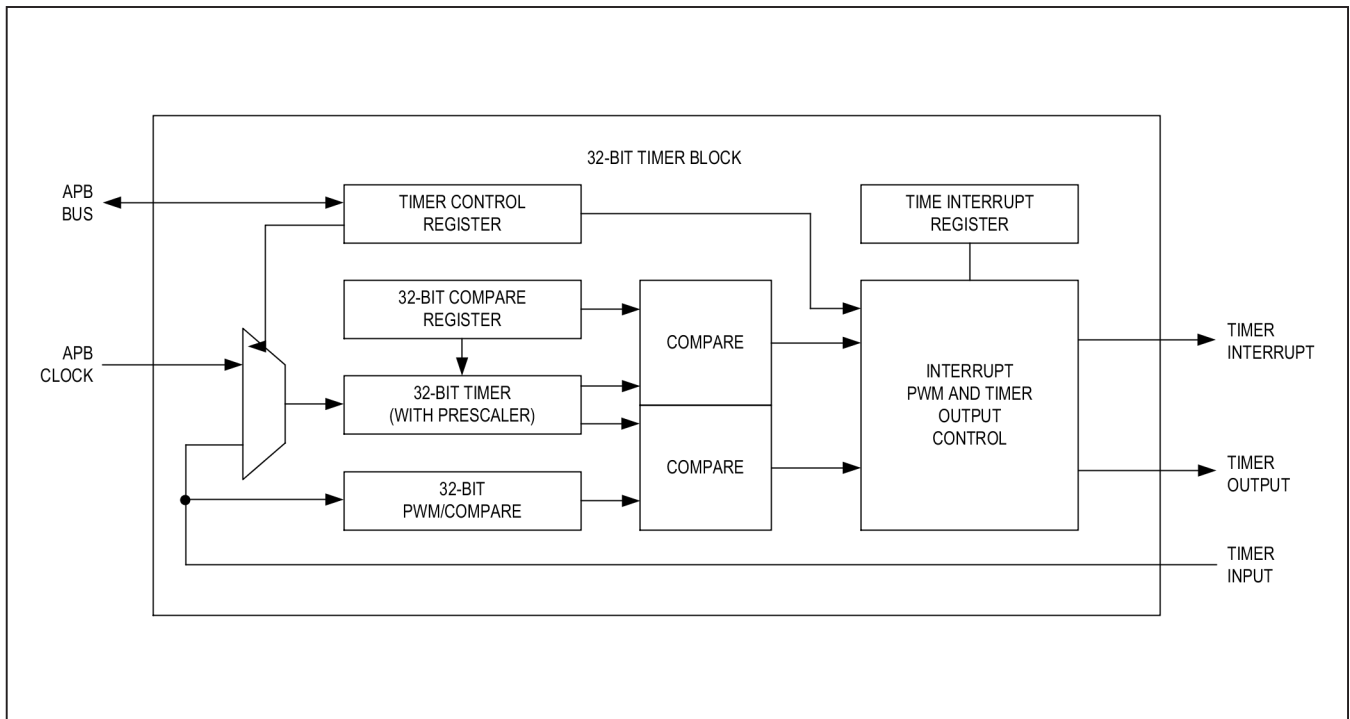 32-BIT TIMER BLOCK
APB
BUS
TIMER CONTROL
REGISTER
TIME INTERRUPT
REGISTER
32-BIT COMPARE
REGISTER
COMPARE
TIMER
INTERRUPT
APB
CLOCK
32-BIT TIMER
(WITH PRESCALER)
INTERRUPT
PWM AND TIMER
OUTPUT
CONTROL
COMPARE
TIMER
OUTPUT
32-BIT
PWM/COMPARE
TIMER
INPUT